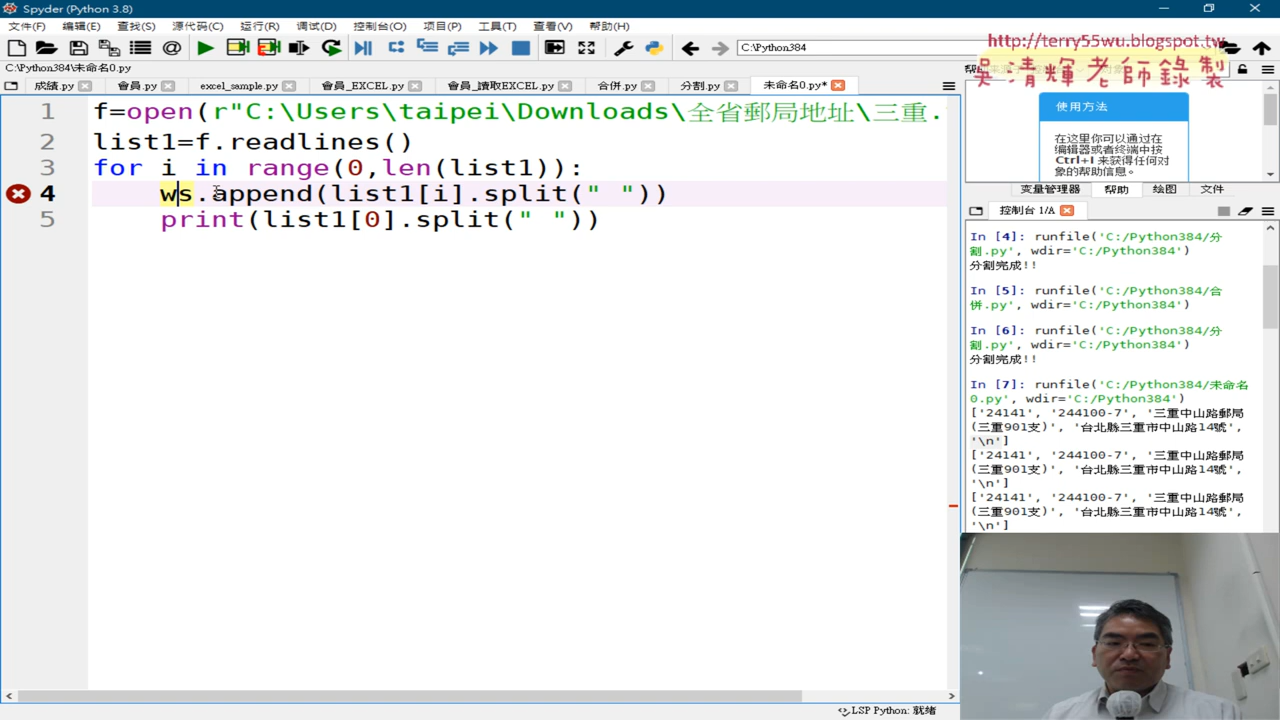 Spyder (Python 3.8)
文件(F) 编辑(E) 查找(S) 源代码(C) 运行(R) 调试(D) 控制台(O) 项目(P) 工具(T) 查看(V) 帮助(H)
C:\Python384
http://terry55wu.blogspot.tw
吳清輝老師錄製
C:\Python384\未命名0.py
成績.py 會員.py excel_sample.py 會員_EXCEL.py 會員_讀取EXCEL.py 合併.py 分割.py 未命名0.py*
1 f=open(r"C:\Users\taipei\Downloads\全省郵局地址\三重.
2 list1=f.readlines()
3 for i in range(0,len(list1)):
4 ws.append(list1[i].split(" "))
5 print(list1[0].split(" "))
使用方法
在这里你可以通过在
编辑器或者终端中按
Ctrl+I 来获得任何对
象的帮助信息。
变量管理器 帮助 绘图 文件
控制台 1/A
In [4]: runfile('C:/Python384/分
割.py', wdir='C:/Python384')
分割完成!!
In [5]: runfile('C:/Python384/合
併.py', wdir='C:/Python384')
In [6]: runfile('C:/Python384/分
割.py', wdir='C:/Python384')
分割完成!!
In [7]: runfile('C:/Python384/未命名
0.py', wdir='C:/Python384')
['24141', '244100-7', '三重中山路郵局
(三重901支)', '台北縣三重市中山路14號',
'\n']
['24141', '244100-7', '三重中山路郵局
(三重901支)', '台北縣三重市中山路14號',
'\n']
['24141', '244100-7', '三重中山路郵局
(三重901支)', '台北縣三重市中山路14號',
'\n']
LSP Python: 就绪